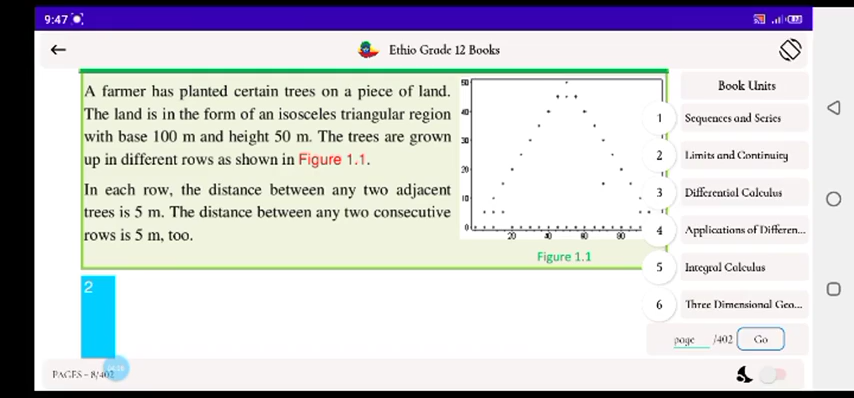 9:47
Ethio Grade 12 Books
A farmer has planted certain trees on a piece of land.
The land is in the form of an isosceles triangular region
with base 100 m and height 50 m. The trees are grown
up in different rows as shown in Figure 1.1.
In each row, the distance between any two adjacent
trees is 5 m. The distance between any two consecutive
rows is 5 m, too.
50
40
30
20
10
0
20 40 60 80
Figure 1.1
2
Book Units
1 Sequences and Series
2 Limits and Continuity
3 Differential Calculus
4 Applications of Differen...
5 Integral Calculus
6 Three Dimensional Geo...
page /402 Go
PAGES - 8/402